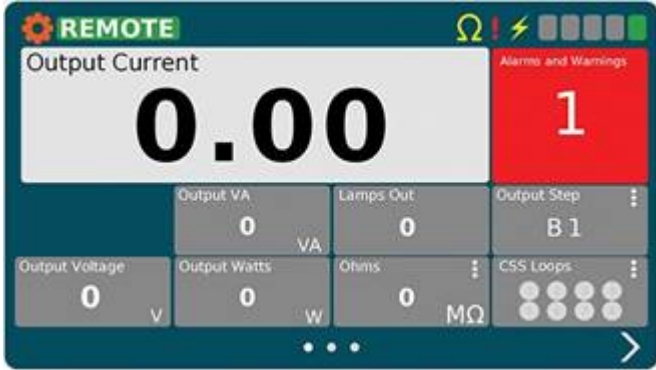 REMOTE
Ω ! ⚡
Output Current
0.00
Alarms and Warnings
1
Output VA
0
VA
Lamps Out
0
Output Step
B 1
Output Voltage
0
V
Output Watts
0
W
Ohms
0
MΩ
CSS Loops